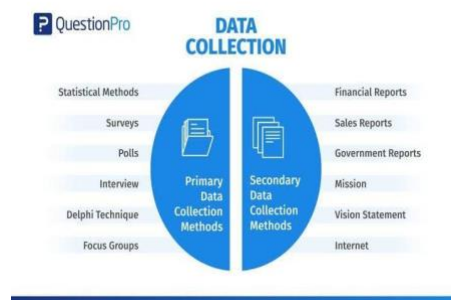 QuestionPro
DATA
COLLECTION
Statistical Methods
Surveys
Polls
Interview
Delphi Technique
Focus Groups
Primary
Data
Collection
Methods
Secondary
Data
Collection
Methods
Financial Reports
Sales Reports
Government Reports
Mission
Vision Statement
Internet